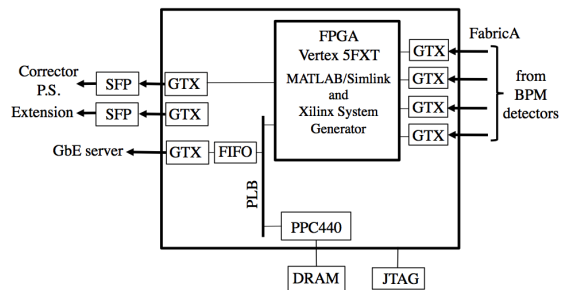 FPGA
Vertex 5FXT
MATLAB/Simlink
and
Xilinx System
Generator
FabricA
GTX
GTX
GTX
GTX
from
BPM
detectors
Corrector
P.S.
SFP
GTX
Extension
SFP
GTX
GbE server
GTX
FIFO
PLB
PPC440
DRAM
JTAG